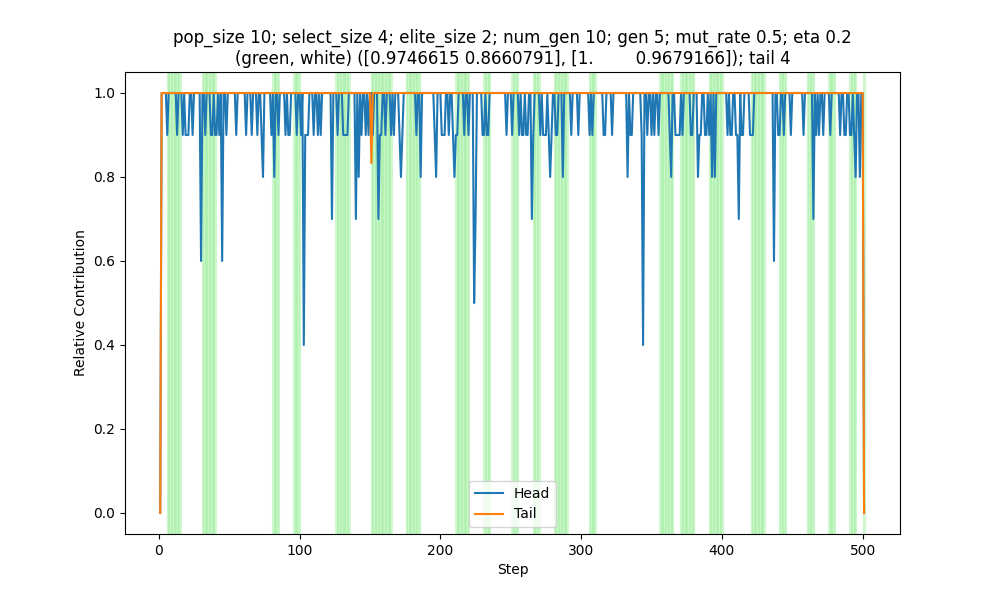 pop_size 10; select_size 4; elite_size 2; num_gen 10; gen 5; mut_rate 0.5; eta 0.2
(green, white) ([0.9746615 0.8660791], [1.         0.9679166]); tail 4
Relative Contribution
1.0
0.8
0.6
0.4
0.2
0.0
Head
Tail
0 100 200 300 400 500
Step